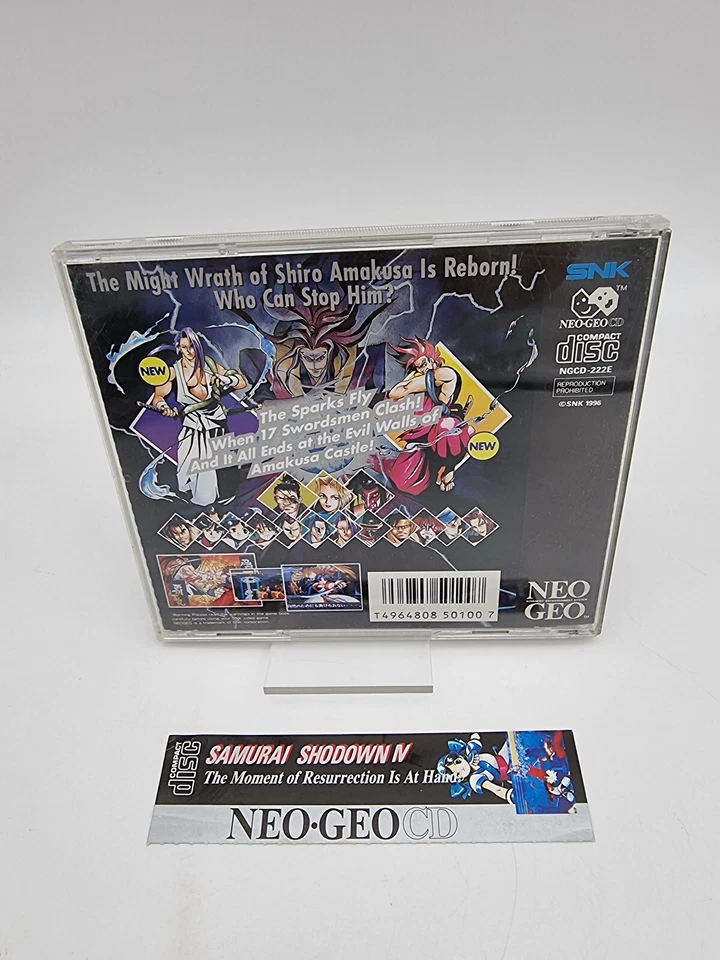 The Might Wrath of Shiro Amakusa Is Reborn!
Who Can Stop Him?
SNK
TM
NEO·GEO CD
COMPACT
disc
NGCD-222E
REPRODUCTION
PROHIBITED
©SNK 1996
NEW
The Sparks Fly
When 17 Swordsmen Clash!
And It All Ends at the Evil Walls of
Amakusa Castle!
NEW
T4964808 50100 7
NEO
GEO
COMPACT
disc
SAMURAI SHODOWN IV
The Moment of Resurrection Is At Hand!
NEO·GEO CD